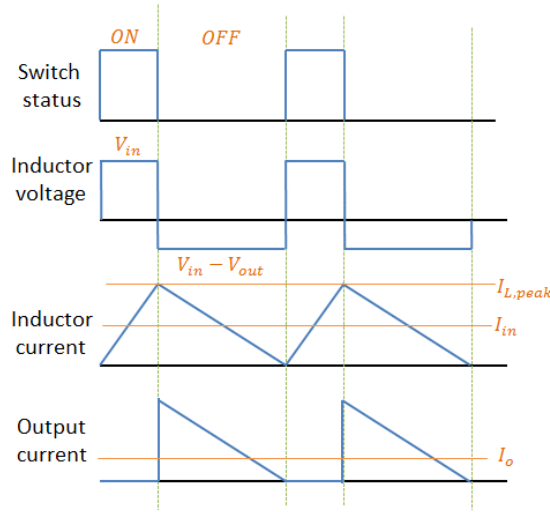 ON OFF
Switch
status
V_in
Inductor
voltage
V_in − V_out
I_L,peak
Inductor
current
I_in
Output
current
I_o